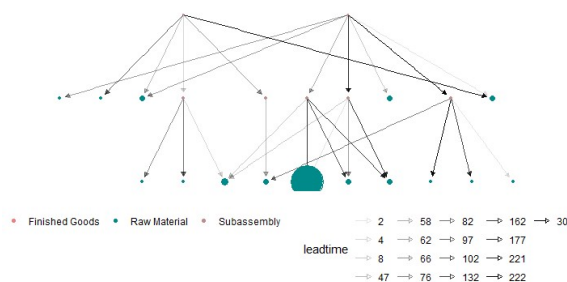 Finished Goods Raw Material Subassembly
leadtime
2 58 82 162 30
4 62 97 177
8 66 102 221
47 76 132 222